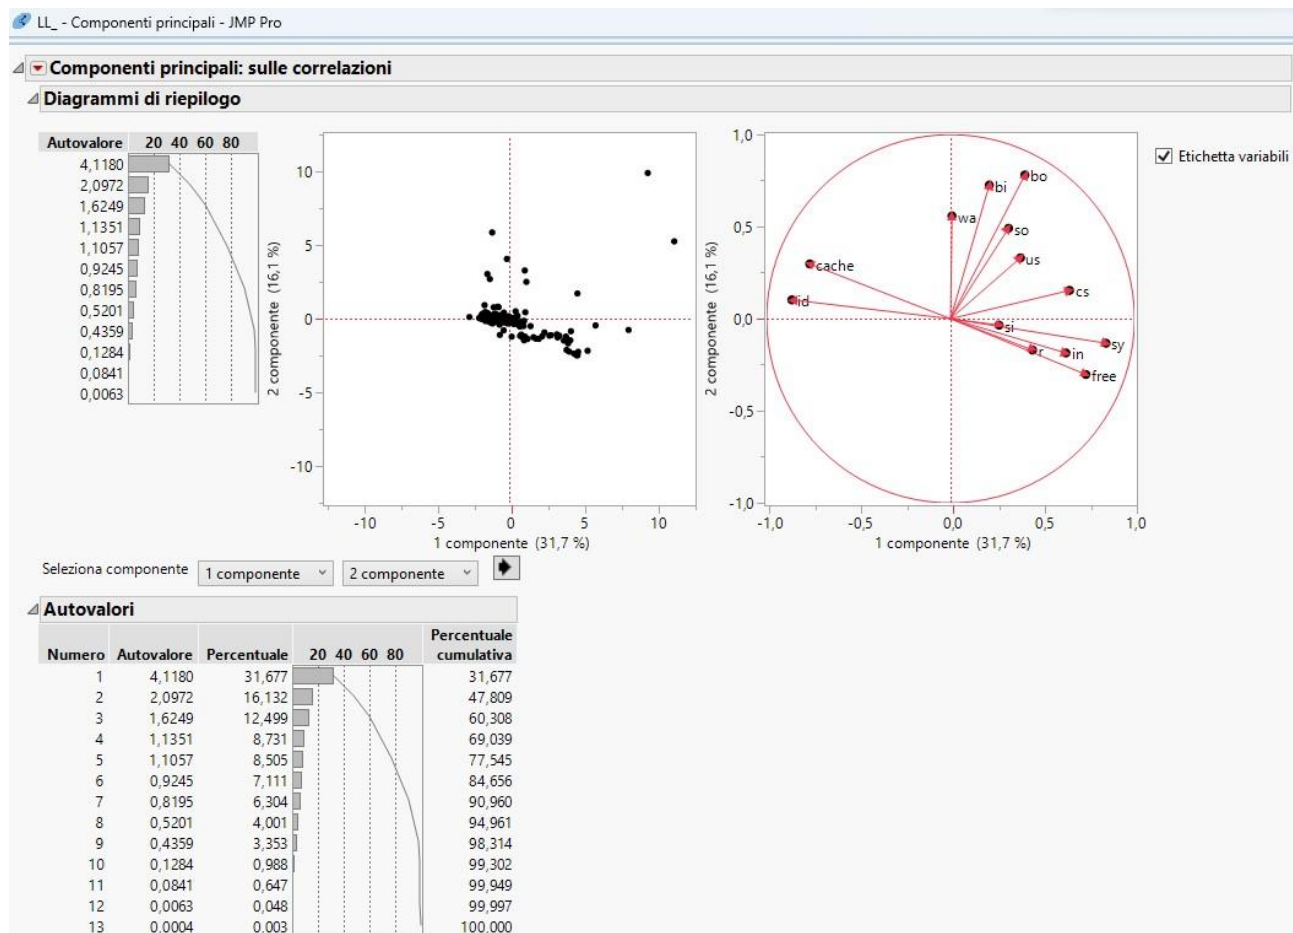 LL_ - Componenti principali - JMP Pro
Componenti principali: sulle correlazioni
Diagrammi di riepilogo
Autovalore 20 40 60 80
4,1180
2,0972
1,6249
1,1351
1,1057
0,9245
0,8195
0,5201
0,4359
0,1284
0,0841
0,0063
2 componente (16,1 %)
10
5
0
-5
-10
-10 -5 0 5 10
1 componente (31,7 %)
2 componente (16,1 %)
1,0
0,5
0,0
-0,5
-1,0
bo
bi
wa
so
us
cache
cs
id
si
sy
r
in
free
-1,0 -0,5 0,0 0,5 1,0
1 componente (31,7 %)
Etichetta variabili
Seleziona componente 1 componente 2 componente
Autovalori
Numero Autovalore Percentuale 20 40 60 80 Percentuale cumulativa
1 4,1180 31,677 31,677
2 2,0972 16,132 47,809
3 1,6249 12,499 60,308
4 1,1351 8,731 69,039
5 1,1057 8,505 77,545
6 0,9245 7,111 84,656
7 0,8195 6,304 90,960
8 0,5201 4,001 94,961
9 0,4359 3,353 98,314
10 0,1284 0,988 99,302
11 0,0841 0,647 99,949
12 0,0063 0,048 99,997
13 0,0004 0,003 100,000